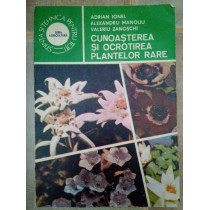 ADRIAN IONEL
ALEXANDRU MANOLIU
VALERIU ZANOSCHI
CUNOAȘTEREA
ȘI OCROTIREA
PLANTELOR RARE